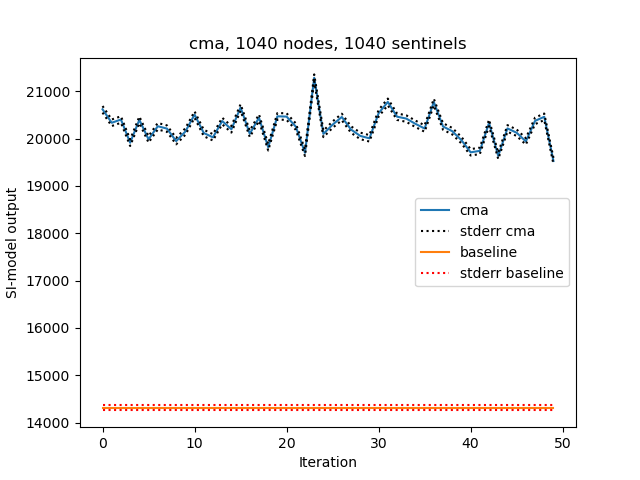 cma, 1040 nodes, 1040 sentinels
21000
20000
19000
18000
17000
16000
15000
14000
SI-model output
cma
stderr cma
baseline
stderr baseline
0 10 20 30 40 50
Iteration